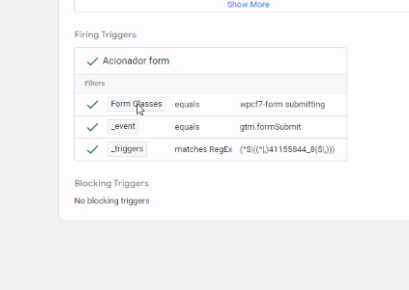 Show More
Firing Triggers
Acionador form
Filters
Form Classes equals wpcf7-form submitting
_event equals gtm.formSubmit
_triggers matches RegEx (^$|((^|,)41155844_8($|,)))
Blocking Triggers
No blocking triggers